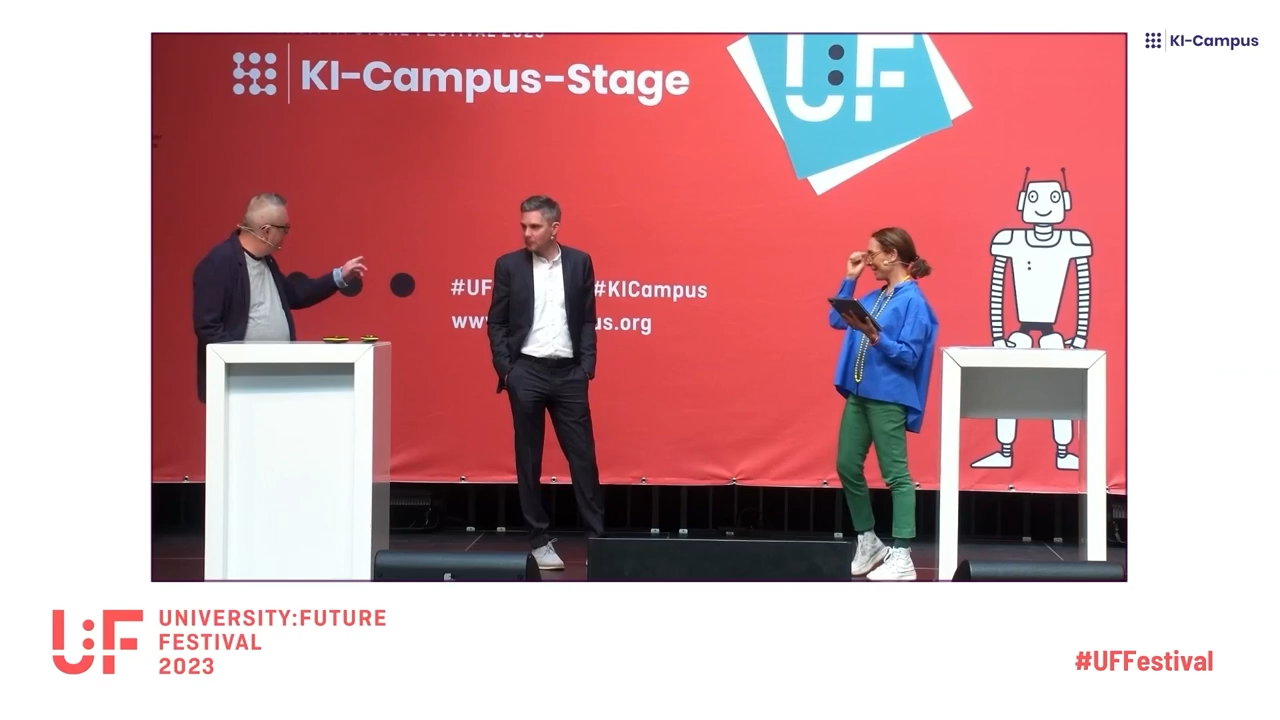 KI-Campus
KI-Campus-Stage
U:F
#UF #KICampus
www us.org
U:F
UNIVERSITY:FUTURE
FESTIVAL
2023
#UFFestival